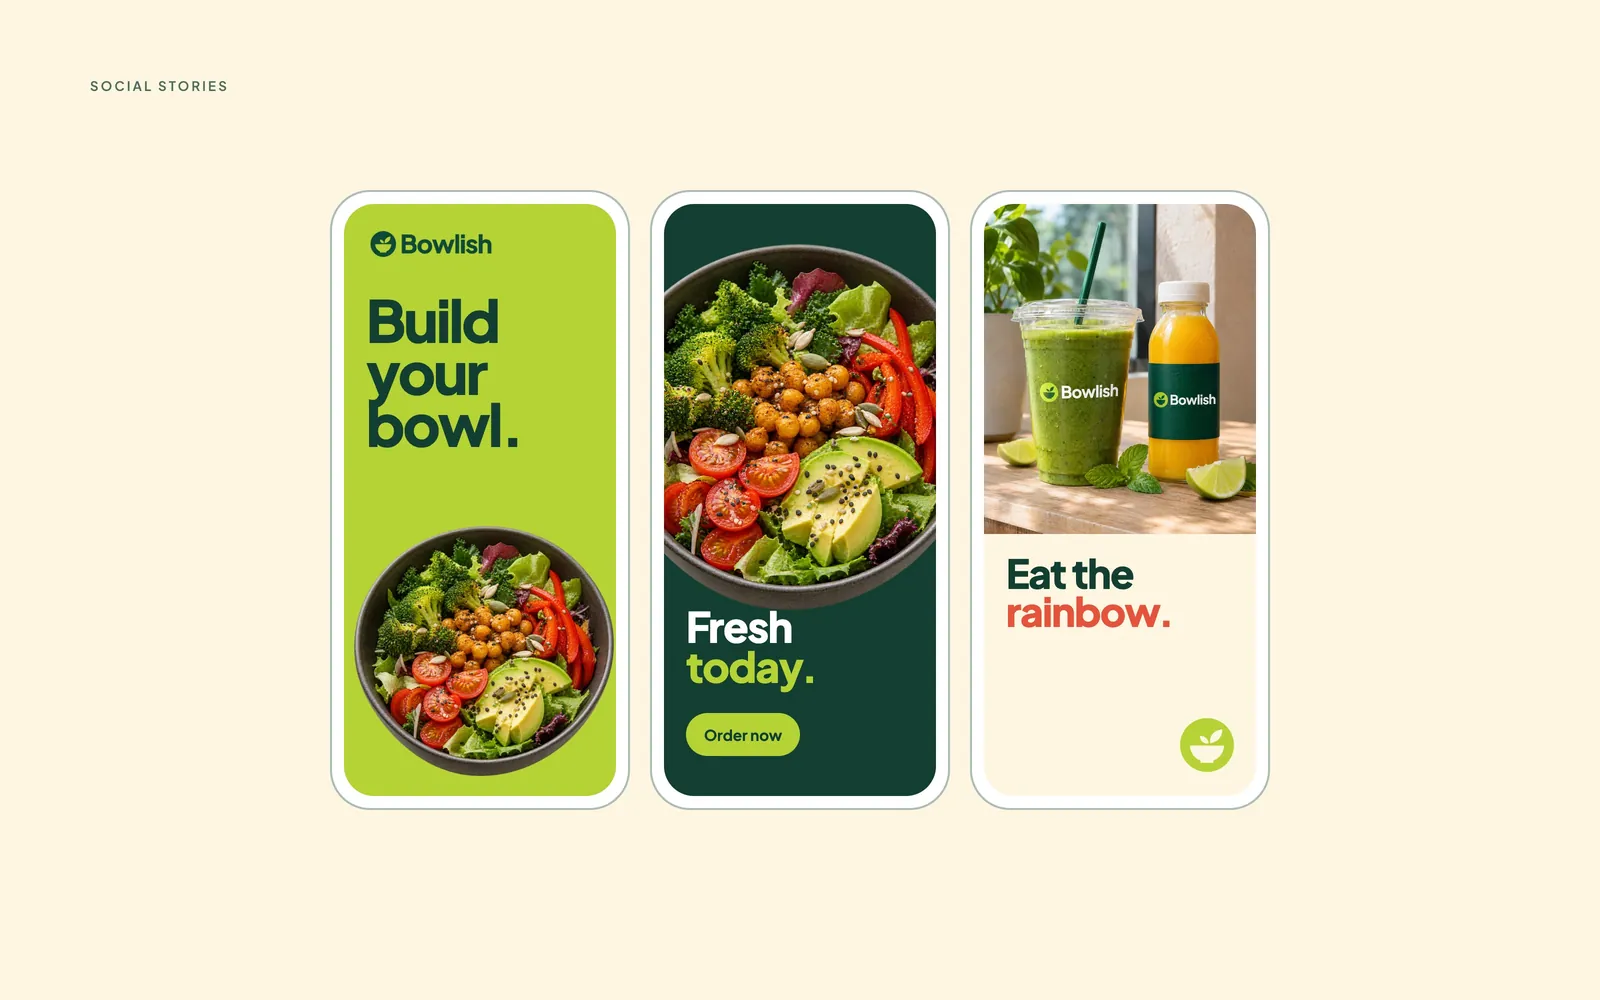 SOCIAL STORIES
Bowlish
Build
your
bowl.
Fresh
today.
Order now
Bowlish
Bowlish
Eat the
rainbow.